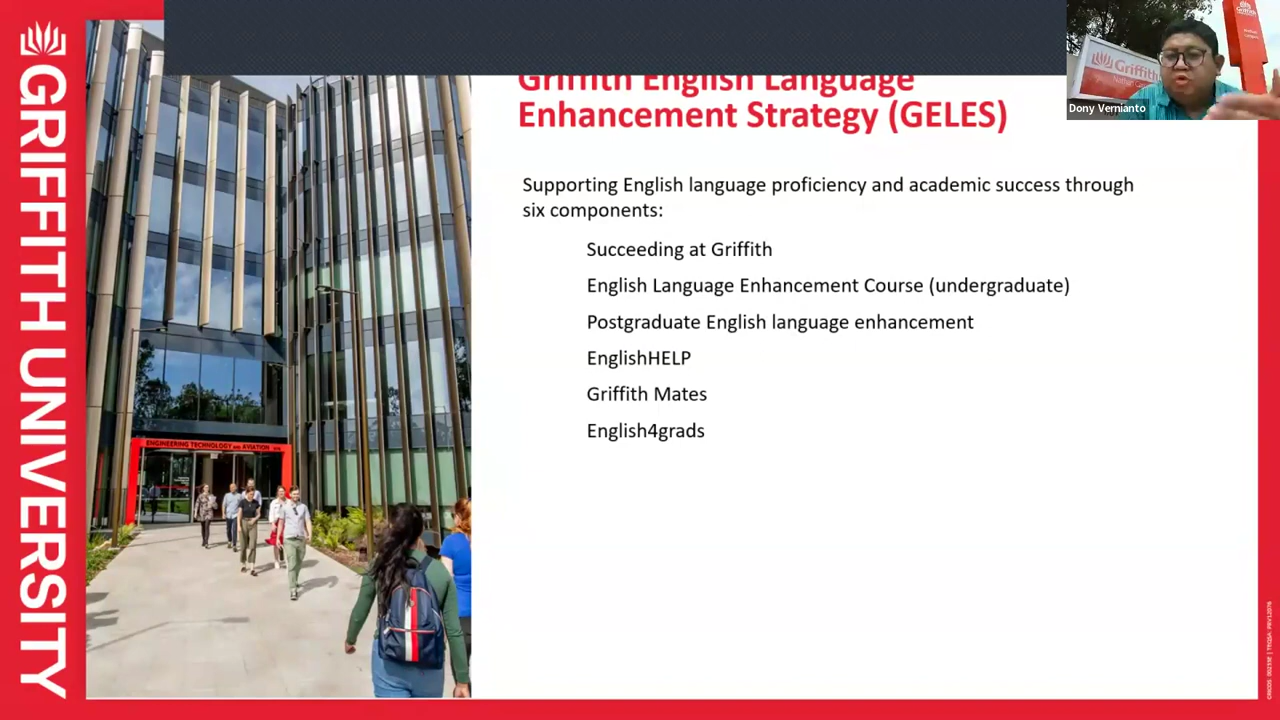 GRIFFITH UNIVERSITY
Griffith English Language
Enhancement Strategy (GELES)
Supporting English language proficiency and academic success through
six components:
Succeeding at Griffith
English Language Enhancement Course (undergraduate)
Postgraduate English language enhancement
EnglishHELP
Griffith Mates
English4grads
ENGINEERING TECHNOLOGY AND AVIATION
Griffith
Dony Vernianto